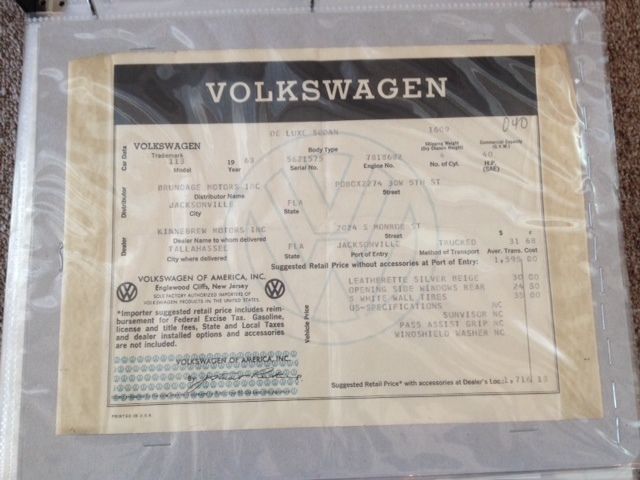 VOLKSWAGEN
040
DE LUXE SEDAN 1609
Car Data
VOLKSWAGEN Trademark Body Type Shipping Weight (Dry Chassis Weight) Commercial Capacity (G.V.W.)
113 1963 5621575 7818682 4 40
Model Year Serial No. Engine No. No. of Cyl. H.P. (SAE)
Distributor
BRUNDAGE MOTORS INC POBOX2274 30W 5TH ST
Distributor Name Street
JACKSONVILLE FLA
City State
Dealer
KINNEBREW MOTORS INC 2024 S MONROE ST $ ¢
Dealer Name to whom delivered Street
TALLAHASSEE FLA JACKSONVILLE TRUCKED 31 68
City where delivered State Port of Entry Method of Transport Aver. Trans. Cost
Suggested Retail Price without accessories at Port of Entry: 1,595 00
VOLKSWAGEN OF AMERICA, INC.
Englewood Cliffs, New Jersey
SOLE FACTORY AUTHORIZED IMPORTER OF
VOLKSWAGEN PRODUCTS IN THE UNITED STATES.
*Importer suggested retail price includes reim-
bursement for Federal Excise Tax. Gasoline,
license and title fees, State and Local Taxes
and dealer installed options and accessories
are not included.
VOLKSWAGEN OF AMERICA, INC.
By
Vehicle Price
LEATHERETTE SILVER BEIGE 30 00
OPENING SIDE WINDOWS REAR 24 50
5 WHITE WALL TIRES 35 00
US-SPECIFICATIONS NC
SUNVISOR NC
PASS ASSIST GRIP NC
WINDSHIELD WASHER NC
Suggested Retail Price* with accessories at Dealer's Loc: 1,716 18
PRINTED IN U.S.A.